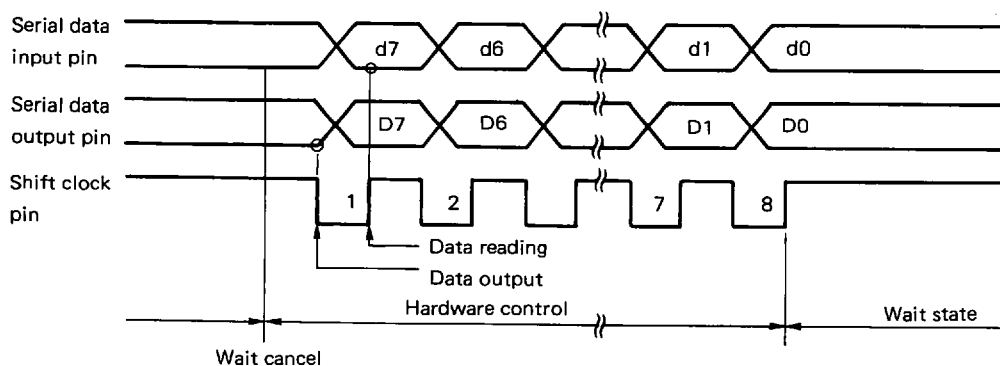 Serial data
input pin
d7 d6 d1 d0
Serial data
output pin
D7 D6 D1 D0
Shift clock
pin
1 2 7 8
Data reading
Data output
Hardware control
Wait state
Wait cancel